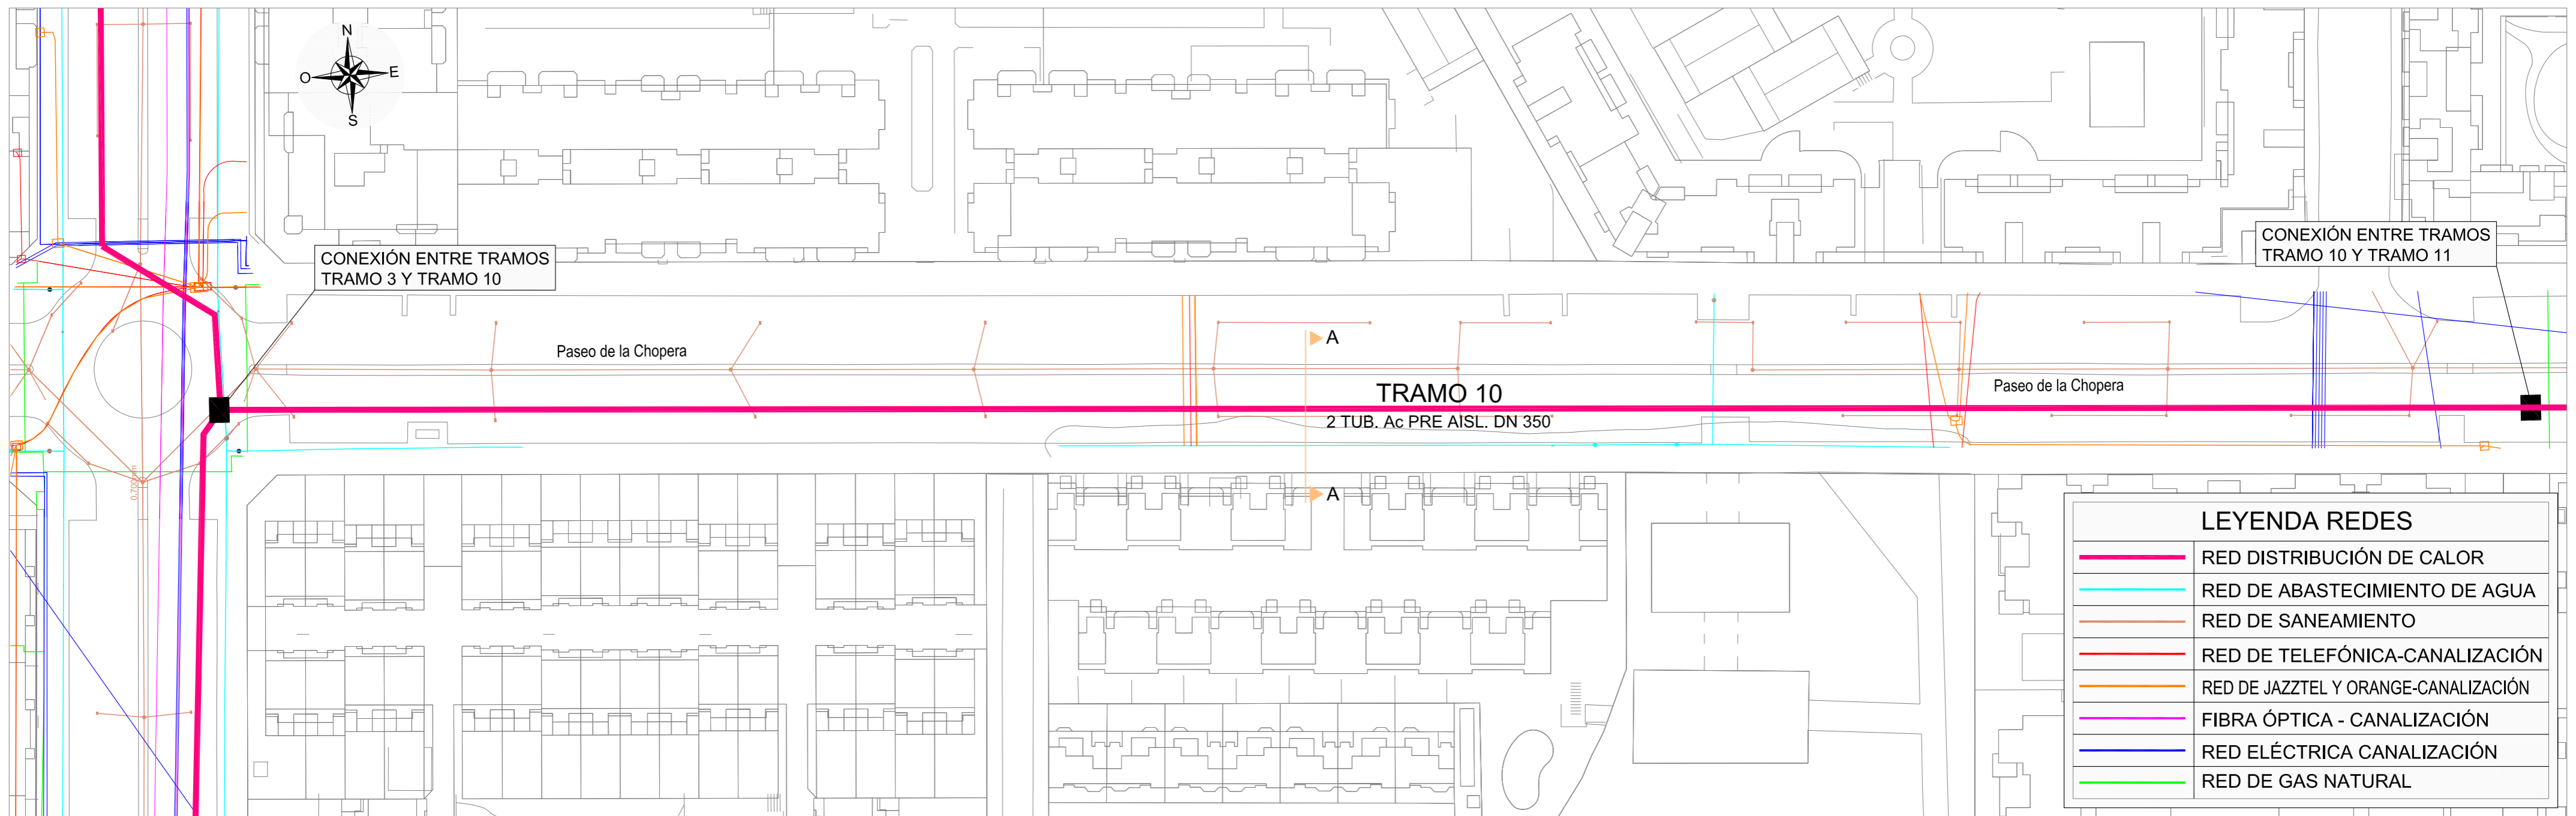 N
O
E
S
CONEXIÓN ENTRE TRAMOS
TRAMO 3 Y TRAMO 10
CONEXIÓN ENTRE TRAMOS
TRAMO 10 Y TRAMO 11
A
Paseo de la Chopera
TRAMO 10
2 TUB. Ac PRE AISL. DN 350
Paseo de la Chopera
A
LEYENDA REDES
RED DISTRIBUCIÓN DE CALOR
RED DE ABASTECIMIENTO DE AGUA
RED DE SANEAMIENTO
RED DE TELEFÓNICA-CANALIZACIÓN
RED DE JAZZTEL Y ORANGE-CANALIZACIÓN
FIBRA ÓPTICA - CANALIZACIÓN
RED ELÉCTRICA CANALIZACIÓN
RED DE GAS NATURAL